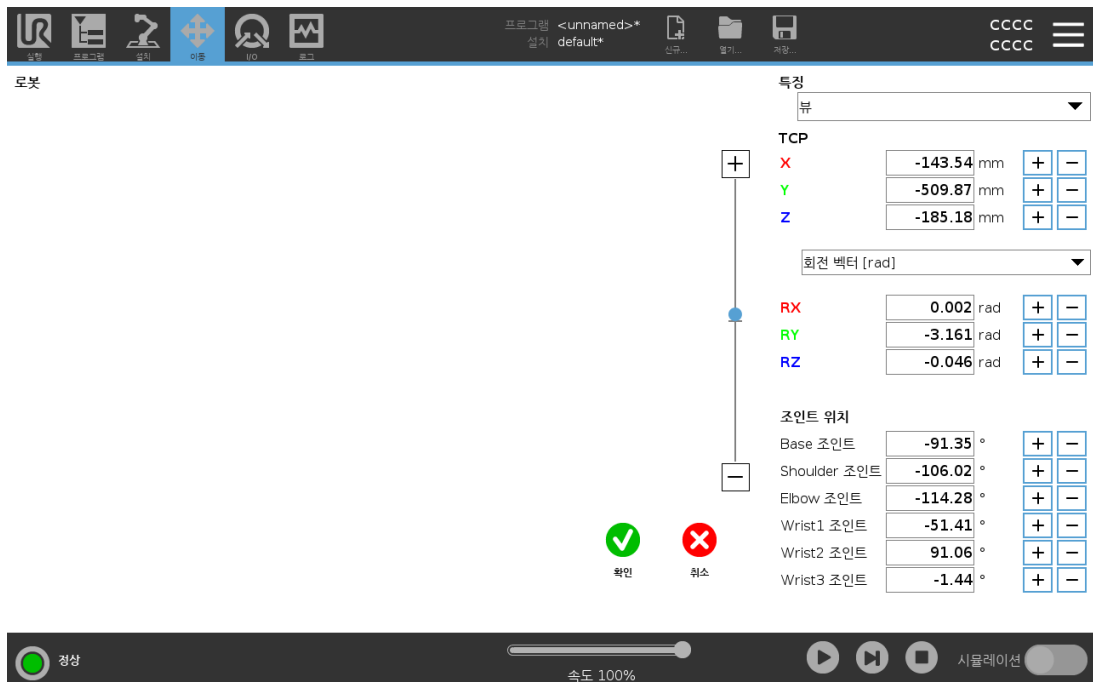 UR
실행 프로그램 설치 이동 I/O 로그
프로그램 <unnamed>*
설치 default*
신규... 열기... 저장...
CCCC
CCCC
로봇
특징
뷰
TCP
X -143.54 mm + −
Y -509.87 mm + −
Z -185.18 mm + −
회전 벡터 [rad]
RX 0.002 rad + −
RY -3.161 rad + −
RZ -0.046 rad + −
조인트 위치
Base 조인트 -91.35 ° + −
Shoulder 조인트 -106.02 ° + −
Elbow 조인트 -114.28 ° + −
Wrist1 조인트 -51.41 ° + −
Wrist2 조인트 91.06 ° + −
Wrist3 조인트 -1.44 ° + −
확인 취소
정상
속도 100%
시뮬레이션